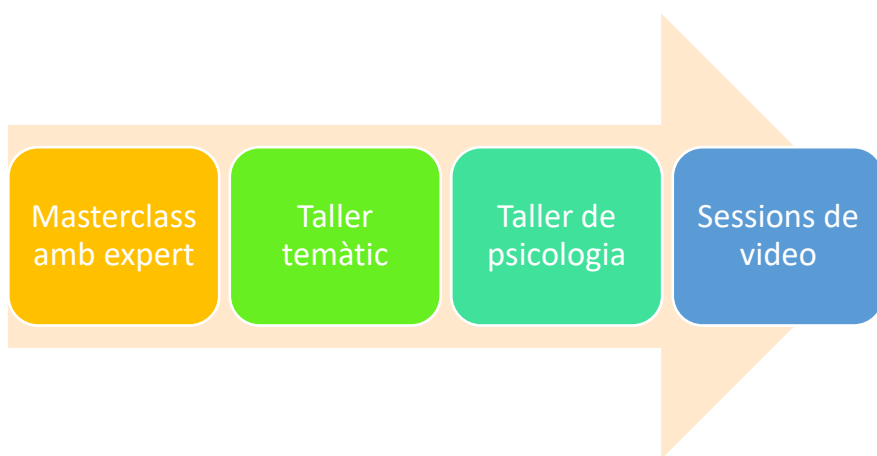 Masterclass
amb expert
Taller
temàtic
Taller de
psicologia
Sessions de
video